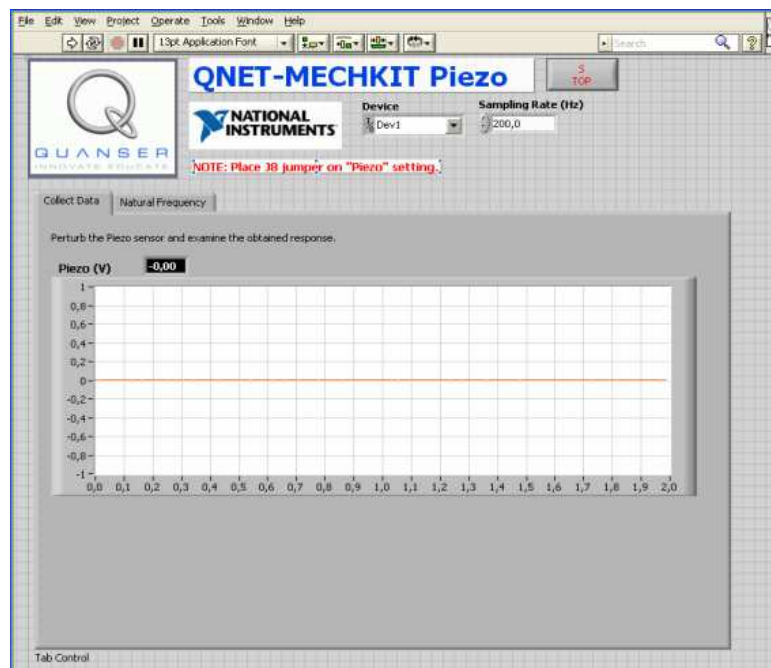 File Edit View Project Operate Tools Window Help
13pt Application Font
Search
QNET-MECHKIT Piezo
S
TOP
QUANSER
INNOVATE EDUCATE
NATIONAL
INSTRUMENTS
Device
Dev1
Sampling Rate (Hz)
200,0
NOTE: Place J8 jumper on "Piezo" setting.
Collect Data Natural Frequency
Perturb the Piezo sensor and examine the obtained response.
Piezo (V) -0,00
1
0,8
0,6
0,4
0,2
0
-0,2
-0,4
-0,6
-0,8
-1
0,0 0,1 0,2 0,3 0,4 0,5 0,6 0,7 0,8 0,9 1,0 1,1 1,2 1,3 1,4 1,5 1,6 1,7 1,8 1,9 2,0
Tab Control